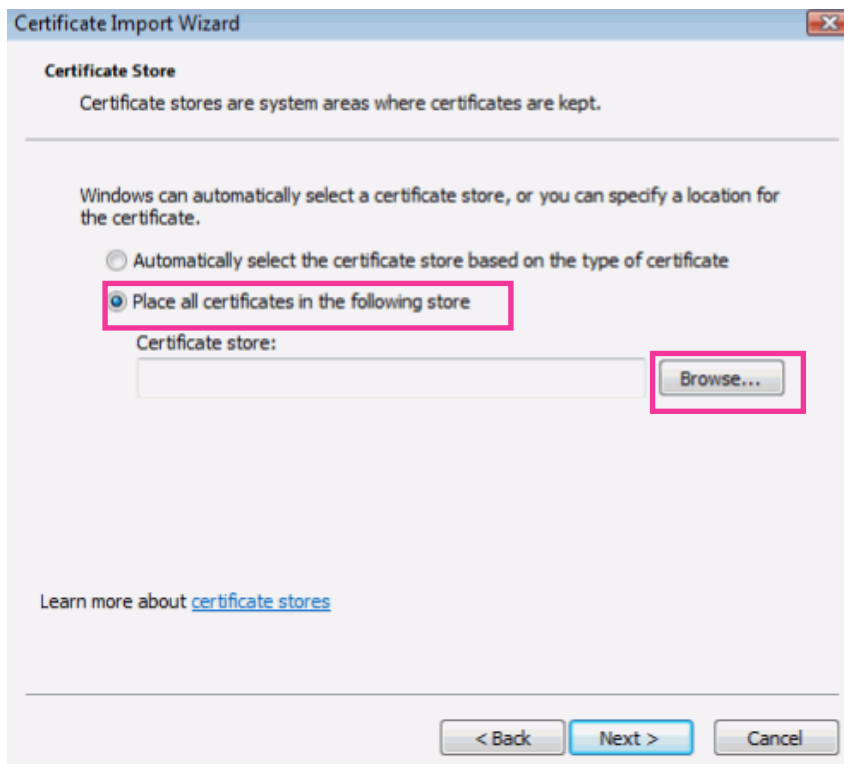 Certificate Import Wizard
Certificate Store
Certificate stores are system areas where certificates are kept.
Windows can automatically select a certificate store, or you can specify a location for
the certificate.
Automatically select the certificate store based on the type of certificate
Place all certificates in the following store
Certificate store:
Browse...
Learn more about certificate stores
< Back Next > Cancel